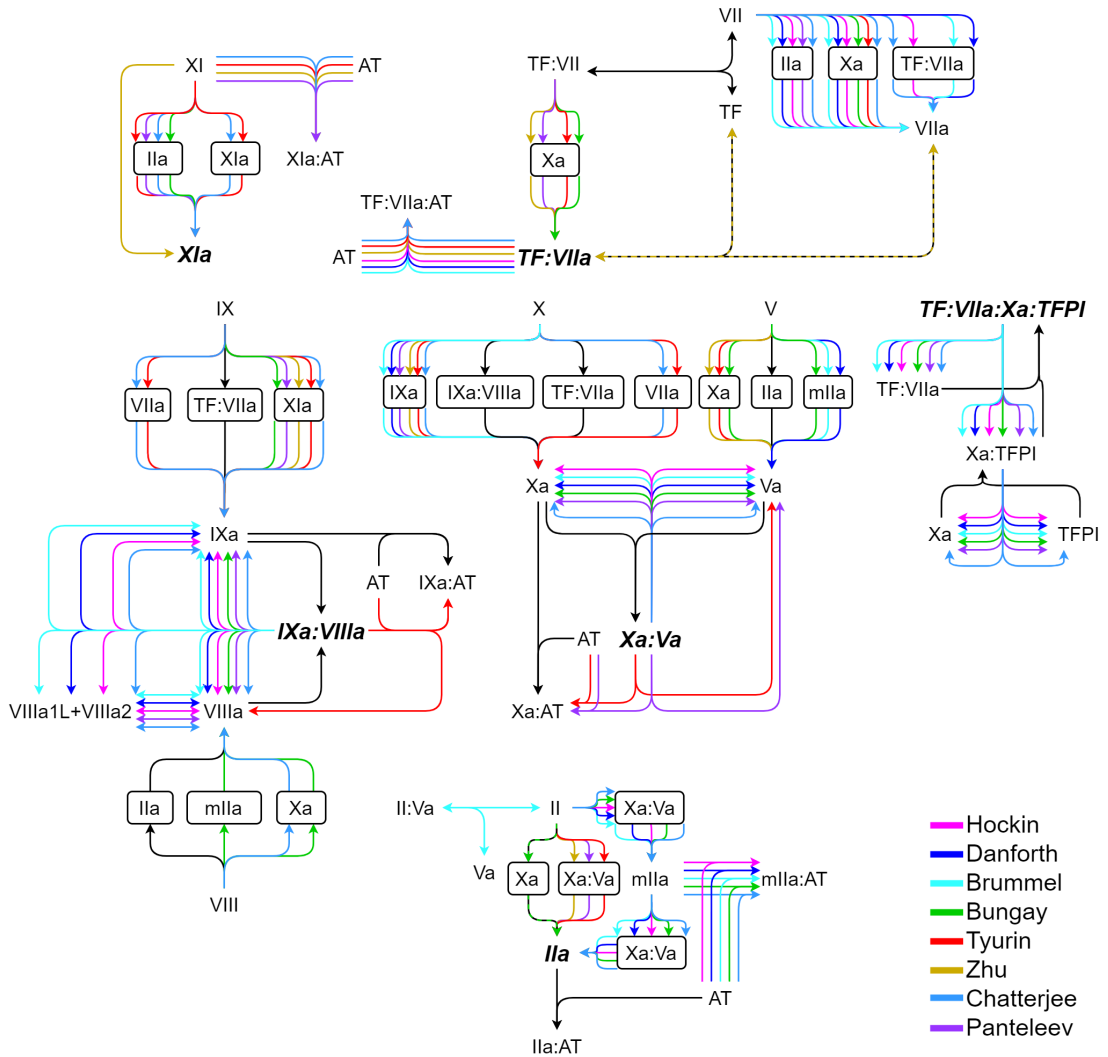 VII
XI AT TF:VII IIa Xa TF:VIIa
TF VIIa
IIa XIa XIa:AT Xa
TF:VIIa:AT
XIa AT TF:VIIa
IX X V TF:VIIa:Xa:TFPI
VIIa TF:VIIa XIa IXa IXa:VIIIa TF:VIIa VIIa Xa IIa mIIa TF:VIIa
Xa:TFPI
Xa Va
IXa Xa TFPI
AT IXa:AT
IXa:VIIIa AT Xa:Va
VIIIa1L+VIIIa2 VIIIa Xa:AT
IIa mIIa Xa II:Va II Xa:Va
Va Xa Xa:Va mIIa mIIa:AT
VIII
IIa Xa:Va
AT
IIa:AT
Hockin
Danforth
Brummel
Bungay
Tyurin
Zhu
Chatterjee
Panteleev